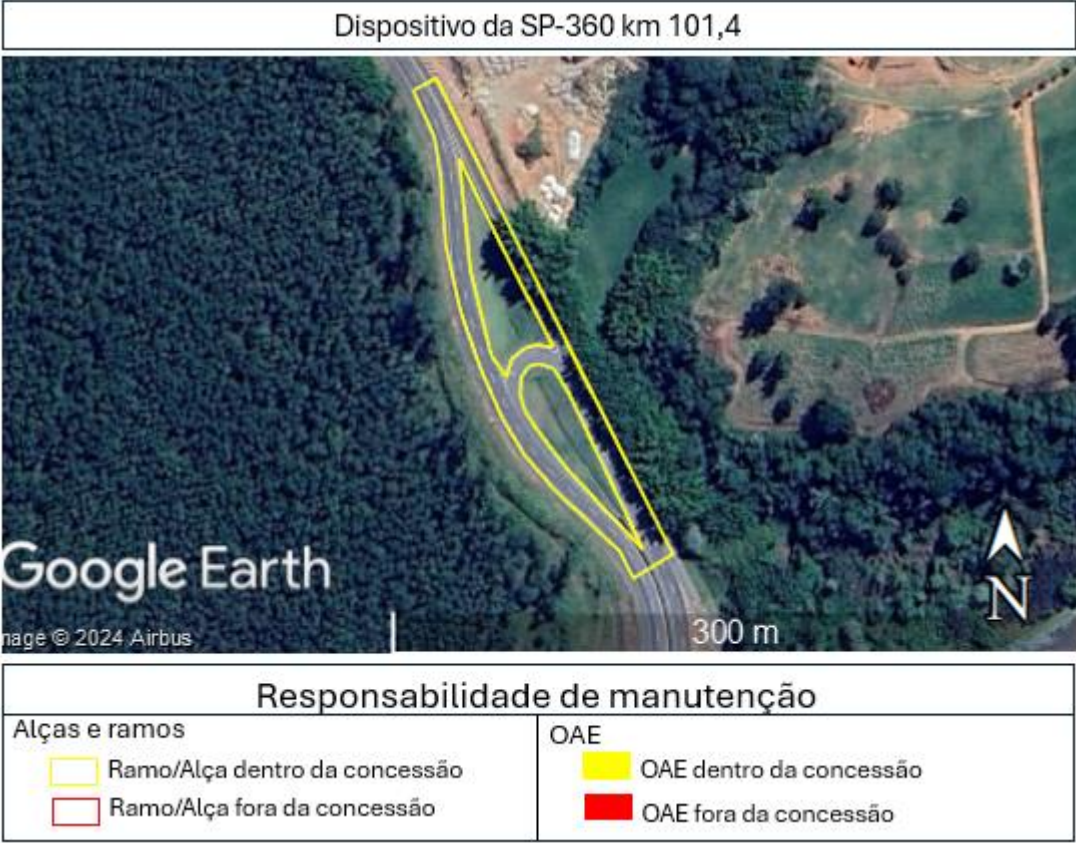 Dispositivo da SP-360 km 101,4
Google Earth
nage © 2024 Airbus
300 m
N
Responsabilidade de manutenção
Alças e ramos
Ramo/Alça dentro da concessão
Ramo/Alça fora da concessão
OAE
OAE dentro da concessão
OAE fora da concessão